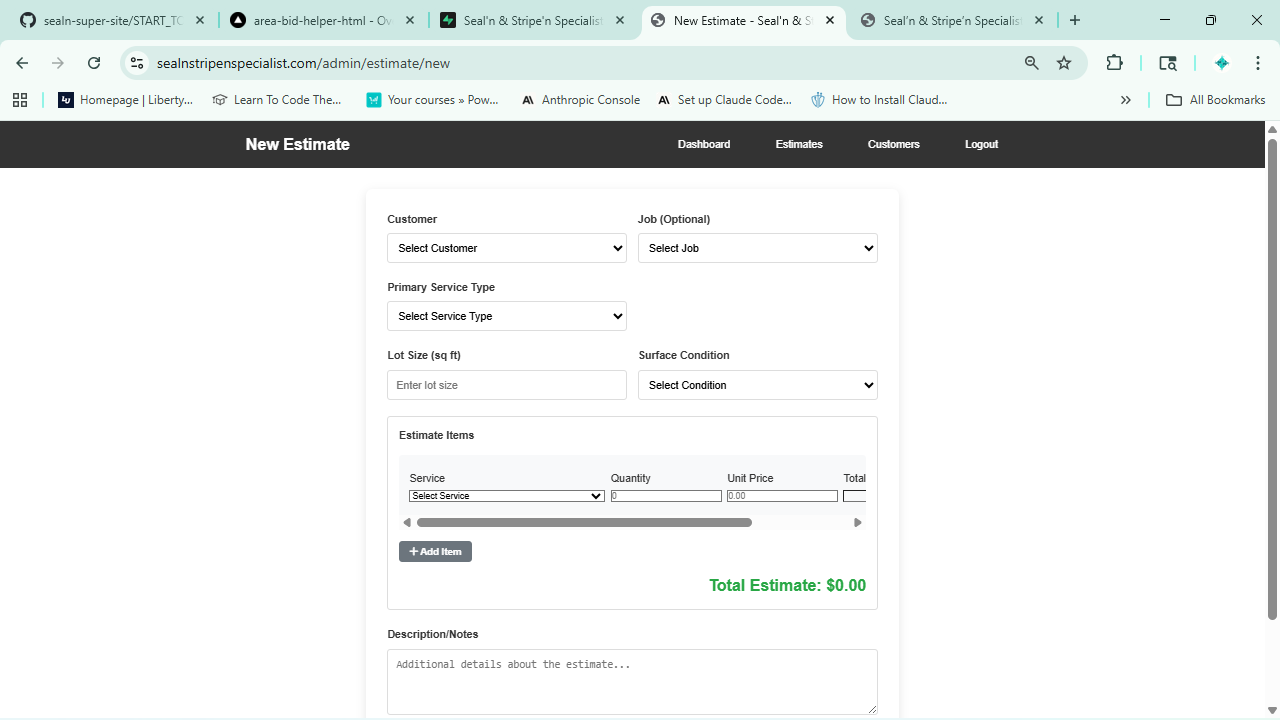 sealn-super-site/START_TO
area-bid-helper-html - Ov
Seal'n & Stripe'n Specialist
New Estimate - Seal'n & St
Seal'n & Stripe'n Specialis
sealnstripenspecialist.com/admin/estimate/new
Homepage | Liberty...
Learn To Code The...
Your courses » Pow...
Anthropic Console
Set up Claude Code...
How to Install Claud...
All Bookmarks
New Estimate
Dashboard
Estimates
Customers
Logout
Customer
Job (Optional)
Select Customer
Select Job
Primary Service Type
Select Service Type
Lot Size (sq ft)
Surface Condition
Enter lot size
Select Condition
Estimate Items
Service
Quantity
Unit Price
Total
Select Service
0
0.00
+ Add Item
Total Estimate: $0.00
Description/Notes
Additional details about the estimate...